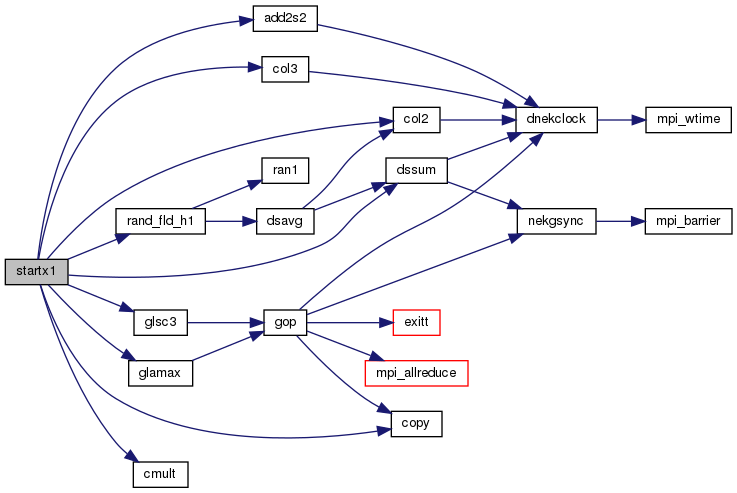 add2s2
col3
col2
dnekclock
mpi_wtime
ran1
dssum
rand_fld_h1
dsavg
nekgsync
mpi_barrier
startx1
glsc3
gop
exitt
glamax
mpi_allreduce
copy
cmult